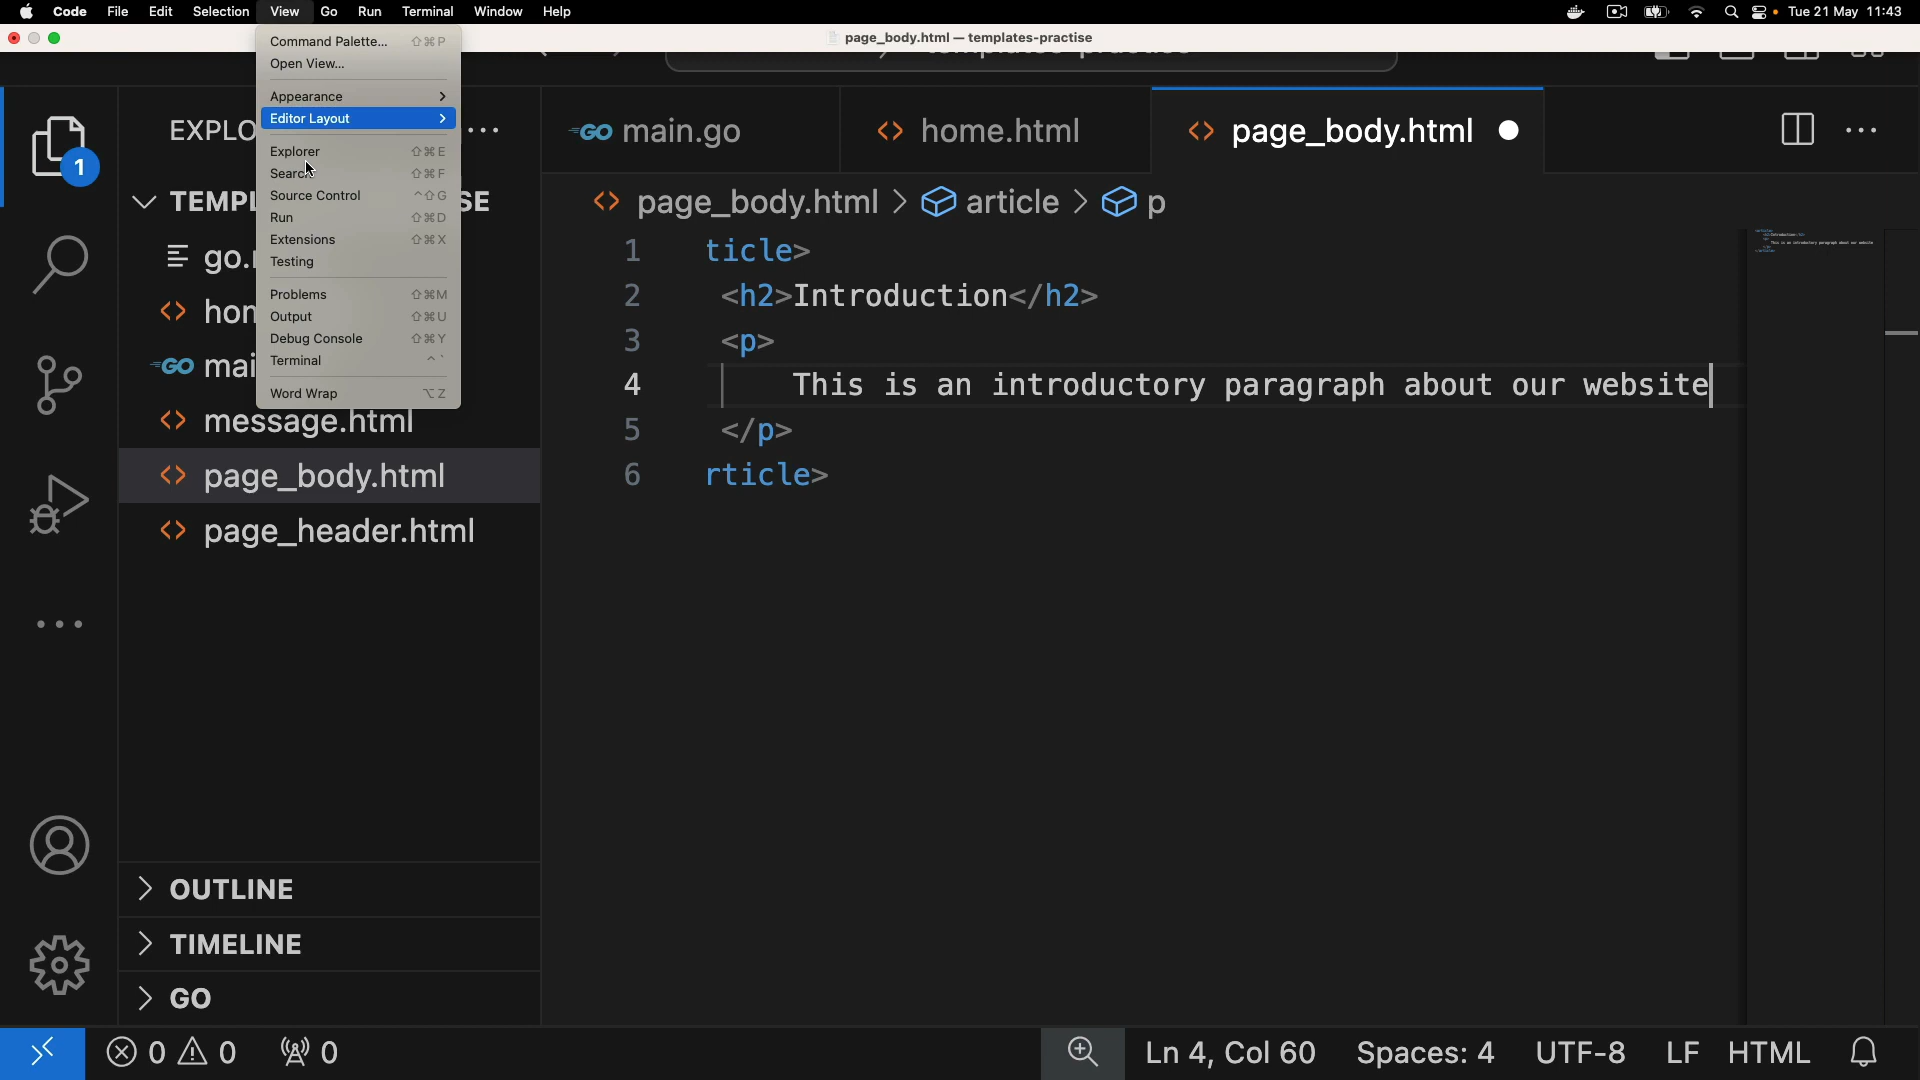 Code File Edit Selection View Go Run Terminal Window Help Tue 21 May 11:43
page_body.html — templates-practise
Command Palette... ⇧⌘P
Open View...
Appearance
Editor Layout
Explorer ⇧⌘E
Search ⇧⌘F
Source Control ⌃⇧G
Run ⇧⌘D
Extensions ⇧⌘X
Testing
Problems ⇧⌘M
Output ⇧⌘U
Debug Console ⇧⌘Y
Terminal ⌃`
Word Wrap ⌥Z
1
EXPLO
TEMPL SE
go.
hom
GO mai
message.html
page_body.html
page_header.html
OUTLINE
TIMELINE
GO
GO main.go
home.html
page_body.html
page_body.html > article > p
1 ticle>
2 <h2>Introduction</h2>
3 <p>
4 This is an introductory paragraph about our website
5 </p>
6 rticle>
0 0 0
Ln 4, Col 60 Spaces: 4 UTF-8 LF HTML